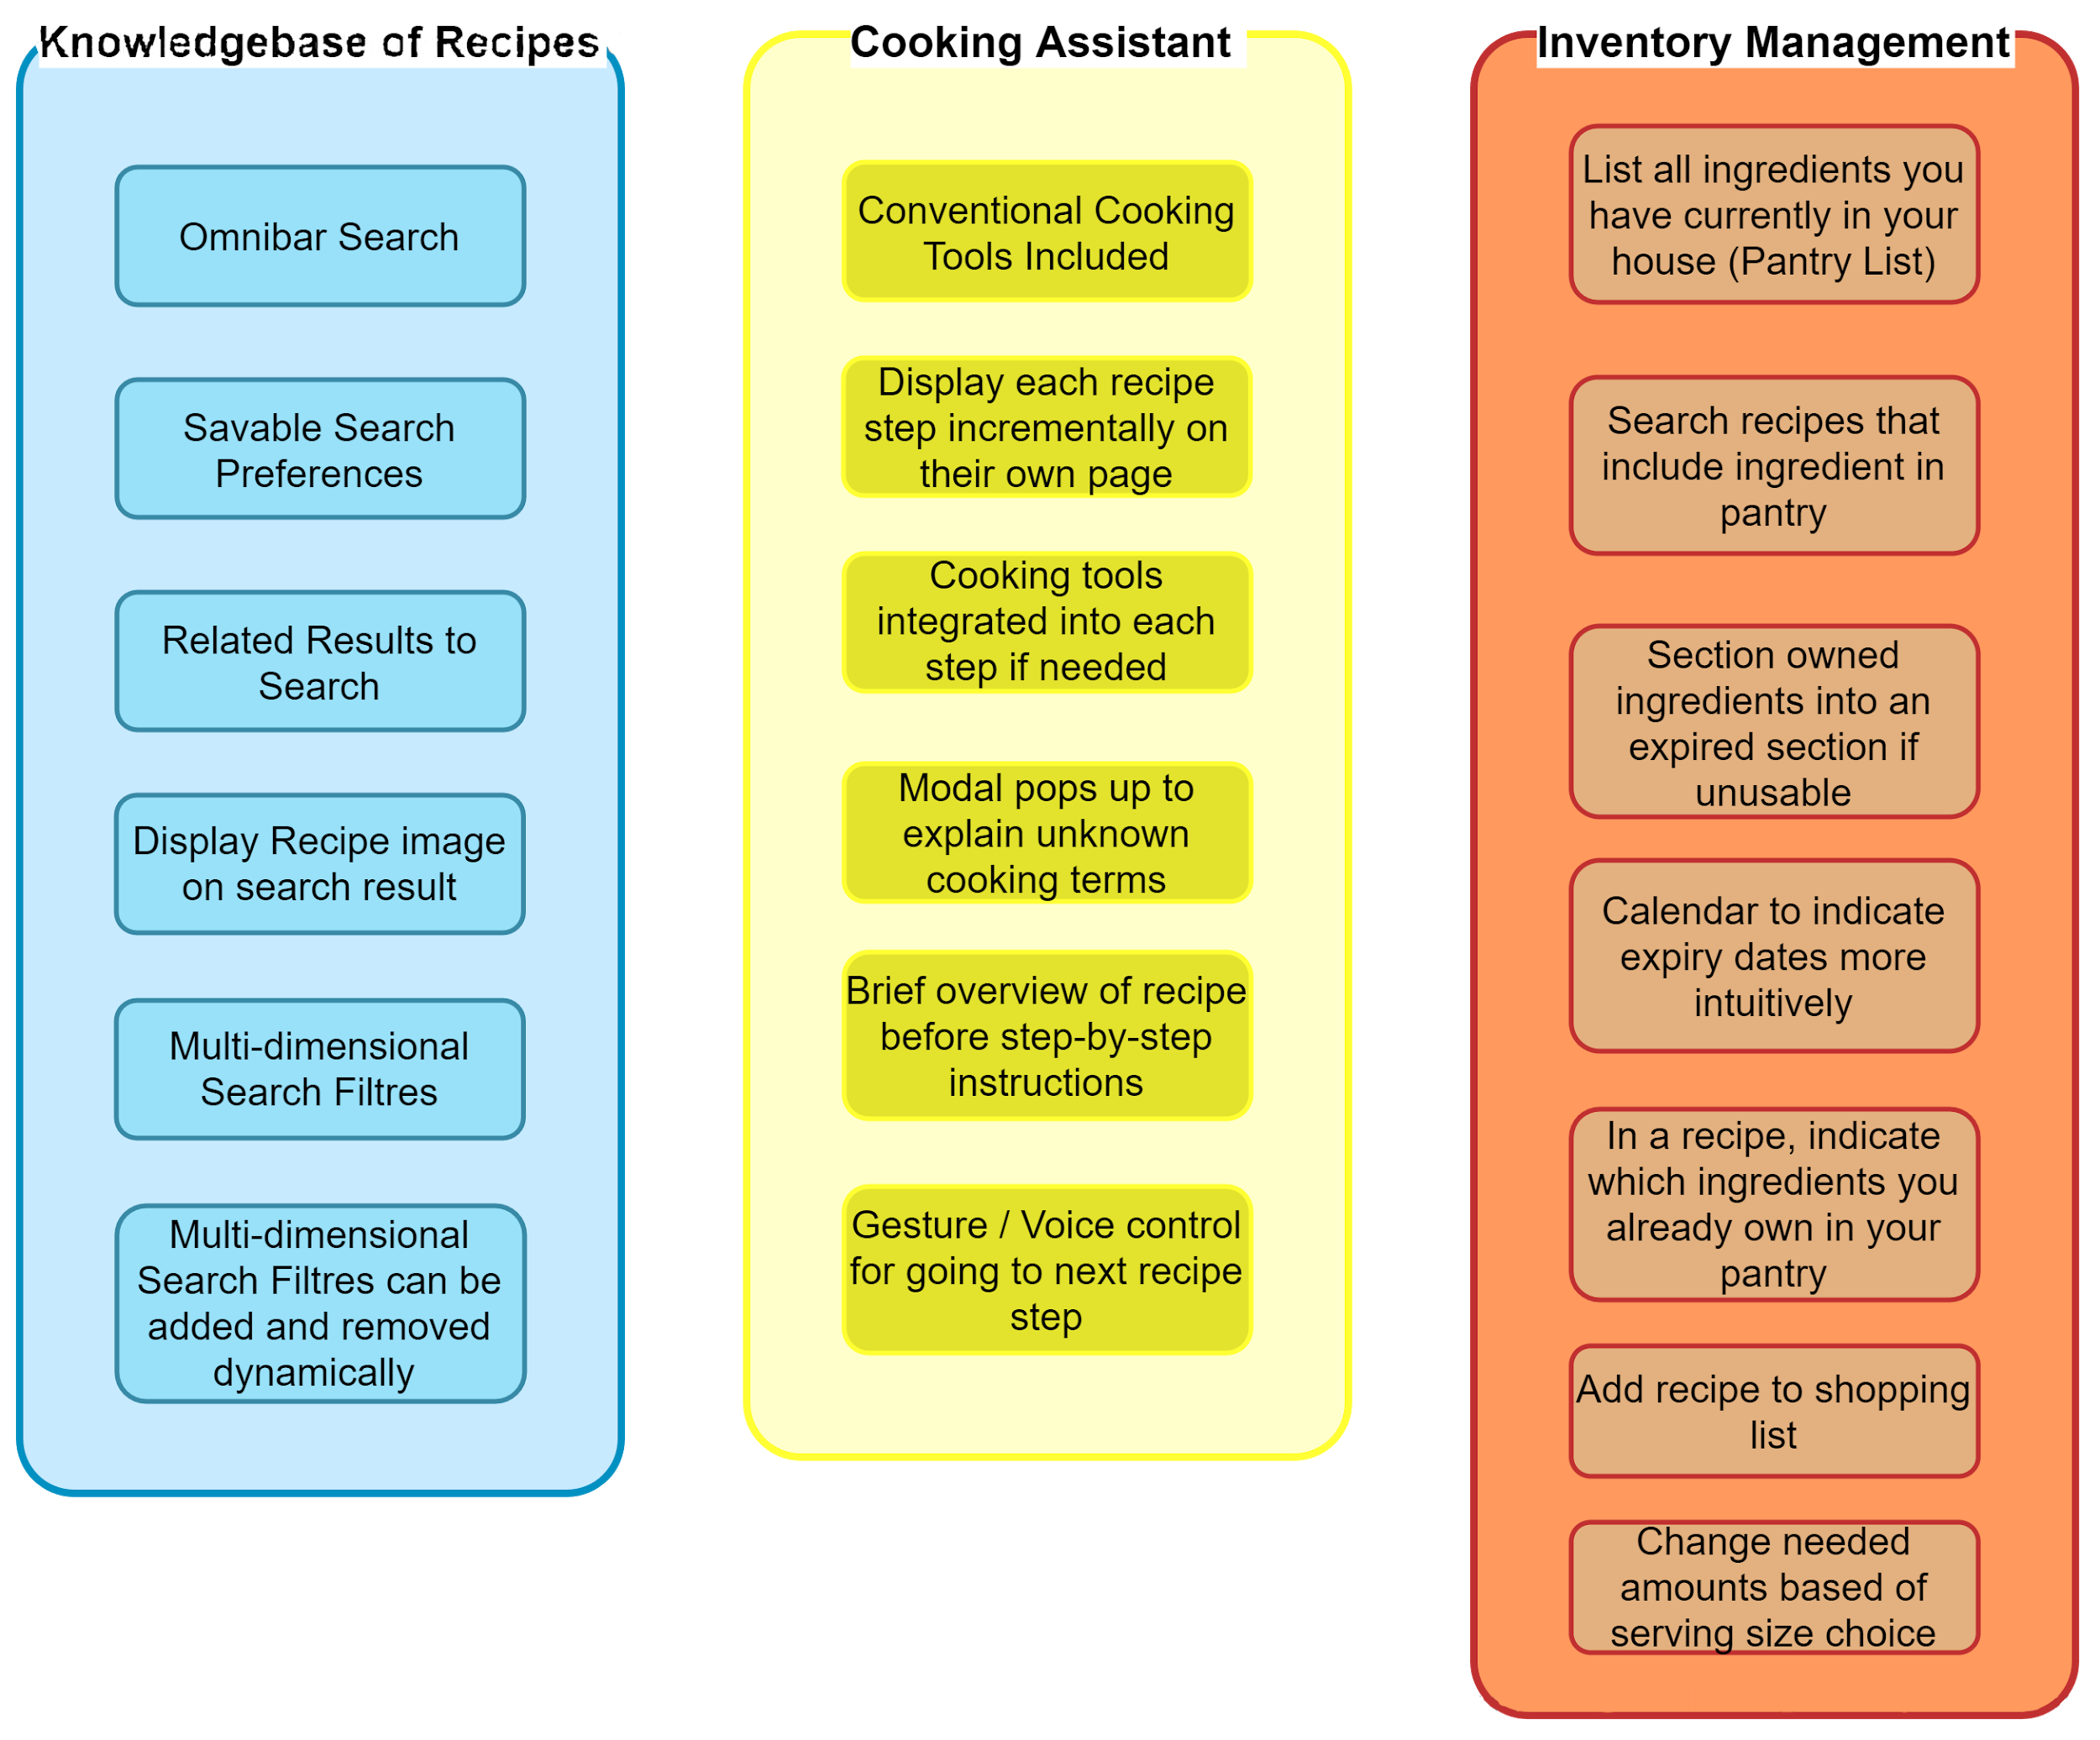 Knowledgebase of Recipes
Omnibar Search
Savable Search
Preferences
Related Results to
Search
Display Recipe image
on search result
Multi-dimensional
Search Filtres
Multi-dimensional
Search Filtres can be
added and removed
dynamically
Cooking Assistant
Conventional Cooking
Tools Included
Display each recipe
step incrementally on
their own page
Cooking tools
integrated into each
step if needed
Modal pops up to
explain unknown
cooking terms
Brief overview of recipe
before step-by-step
instructions
Gesture / Voice control
for going to next recipe
step
Inventory Management
List all ingredients you
have currently in your
house (Pantry List)
Search recipes that
include ingredient in
pantry
Section owned
ingredients into an
expired section if
unusable
Calendar to indicate
expiry dates more
intuitively
In a recipe, indicate
which ingredients you
already own in your
pantry
Add recipe to shopping
list
Change needed
amounts based of
serving size choice